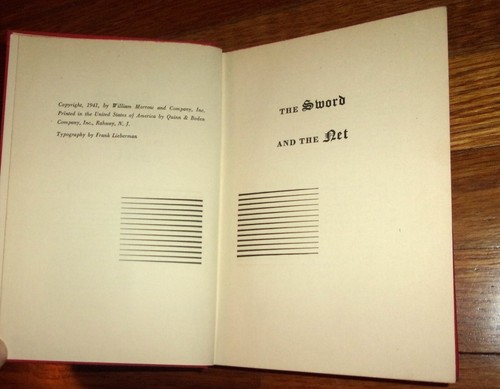 Copyright, 1941, by William Morrow and Company, Inc.
Printed in the United States of America by Quinn & Boden
Company, Inc., Rahway, N. J.
Typography by Frank Lieberman
THE Sword
AND THE Net